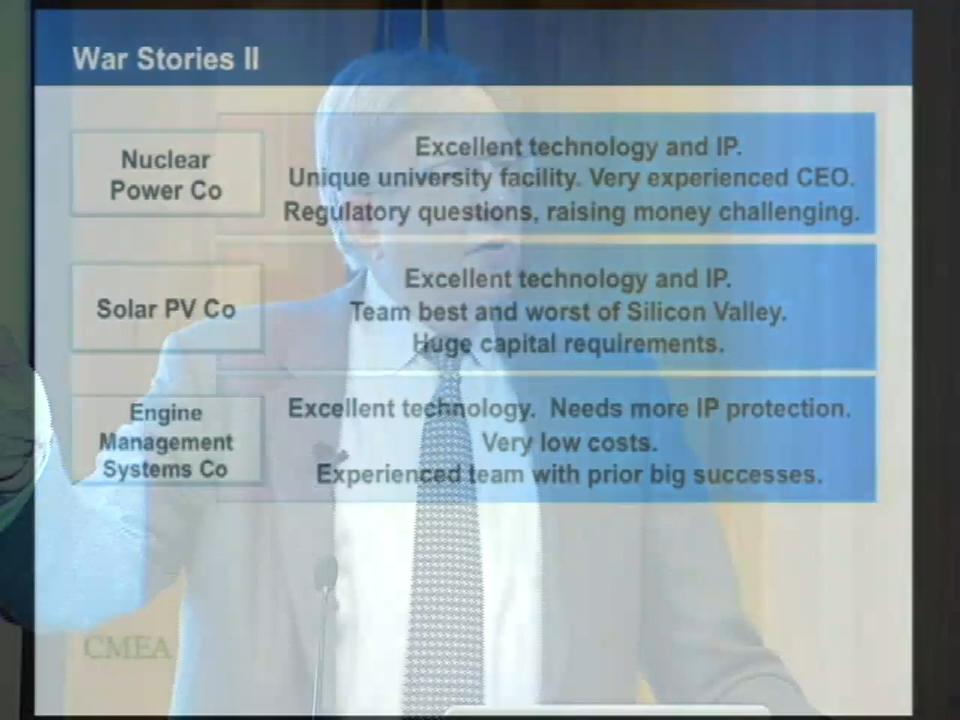 War Stories II
Nuclear
Power Co
Excellent technology and IP.
Unique university facility. Very experienced CEO.
Regulatory questions, raising money challenging.
Solar PV Co
Excellent technology and IP.
Team best and worst of Silicon Valley.
Huge capital requirements.
Engine
Management
Systems Co
Excellent technology. Needs more IP protection.
Very low costs.
Experienced team with prior big successes.
CMEA